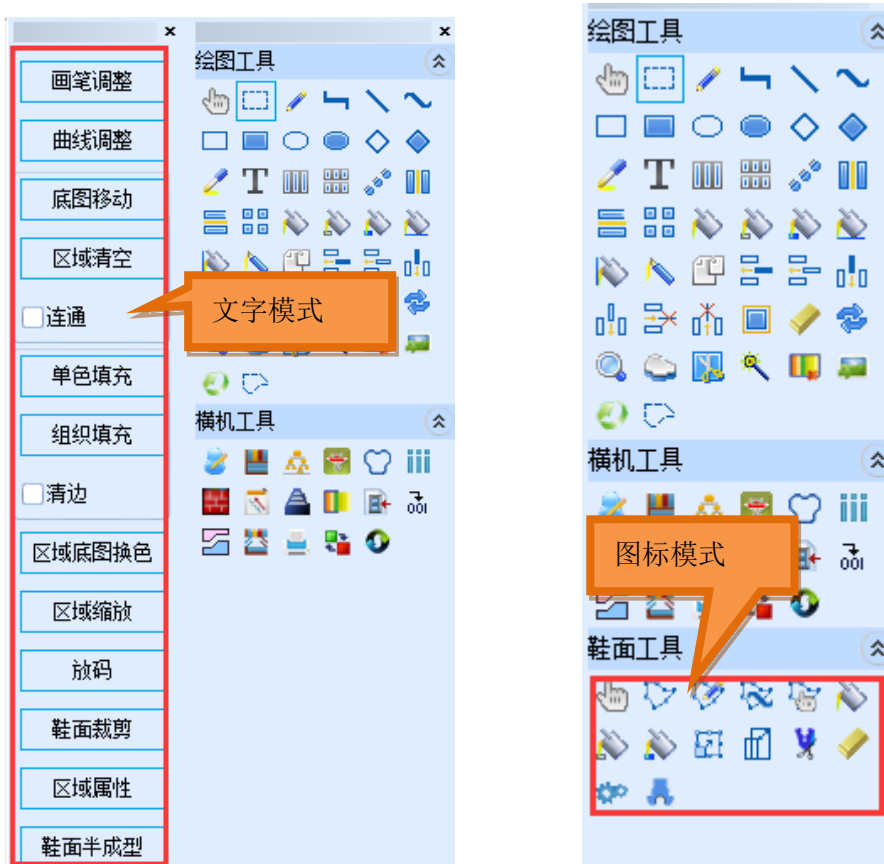 画笔调整
曲线调整
底图移动
区域清空
连通
单色填充
组织填充
清边
区域底图换色
区域缩放
放码
鞋面裁剪
区域属性
鞋面半成型
绘图工具
文字模式
横机工具
绘图工具
横机工具
图标模式
鞋面工具